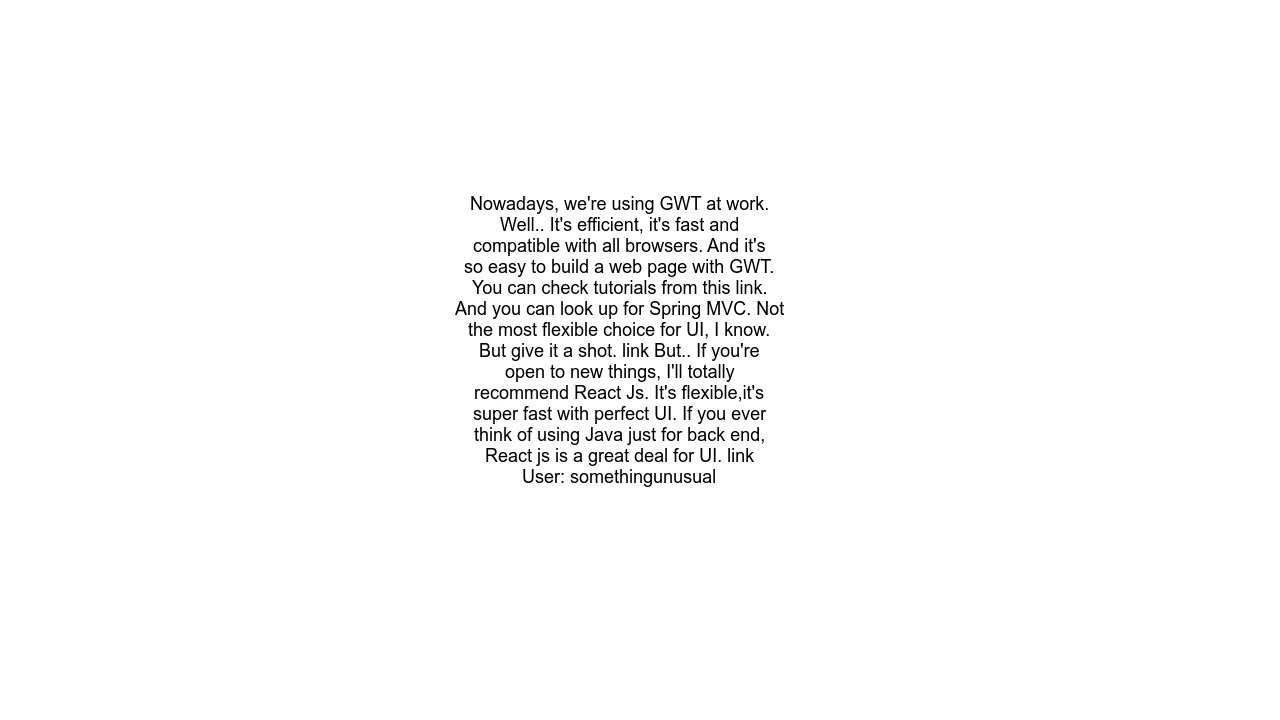 Nowadays, we're using GWT at work.
Well.. It's efficient, it's fast and
compatible with all browsers. And it's
so easy to build a web page with GWT.
You can check tutorials from this link.
And you can look up for Spring MVC. Not
the most flexible choice for UI, I know.
But give it a shot. link But.. If you're
open to new things, I'll totally
recommend React Js. It's flexible,it's
super fast with perfect UI. If you ever
think of using Java just for back end,
React js is a great deal for UI. link
User: somethingunusual